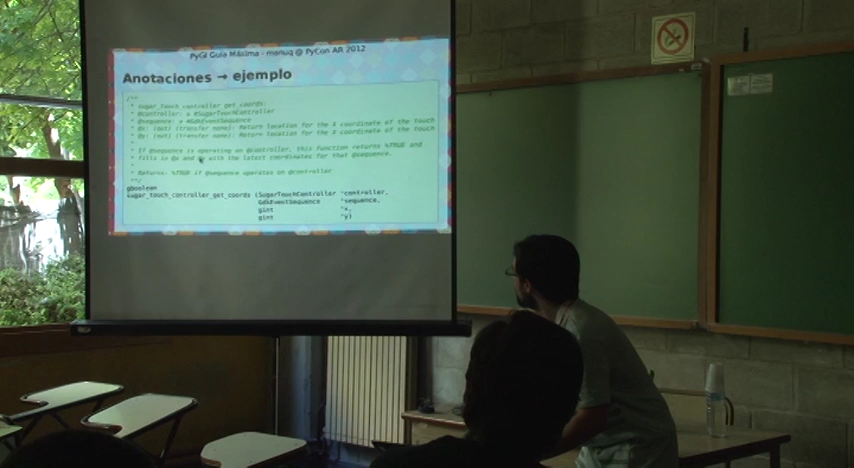 PyGI Guía Máxima - manuq @ PyCon AR 2012
Anotaciones → ejemplo
/**
* sugar_touch_controller_get_coords:
* @controller: a #SugarTouchController
* @sequence: a #GdkEventSequence
* @x: (out) (transfer none): Return location for the X coordinate of the touch
* @y: (out) (transfer none): Return location for the X coordinate of the touch
*
* If @sequence is operating on @controller, this function returns %TRUE and
* fills in @x and @y with the latest coordinates for that @sequence.
*
* Returns: %TRUE if @sequence operates on @controller
**/
gboolean
sugar_touch_controller_get_coords (SugarTouchController *controller,
GdkEventSequence *sequence,
gint *x,
gint *y)